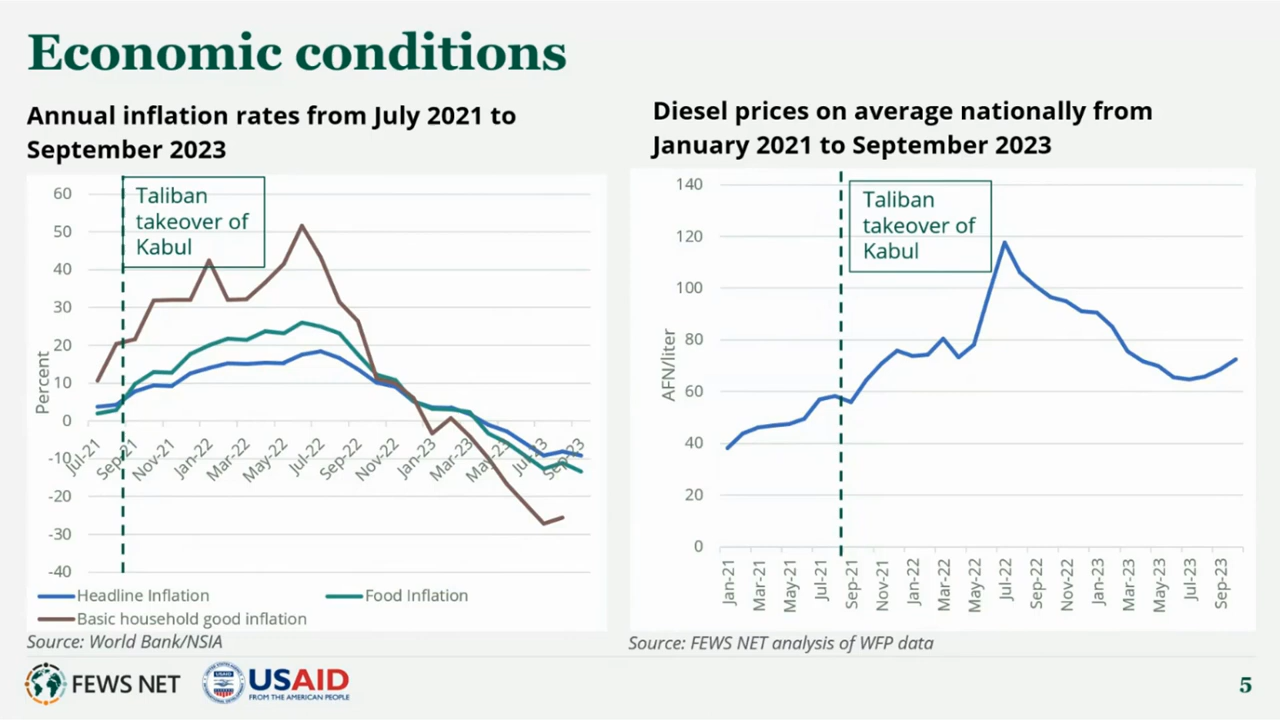 Economic conditions
Annual inflation rates from July 2021 to
September 2023
60
50
40
30
20
10
0
-10
-20
-30
-40
Percent
Taliban
takeover of
Kabul
Jul-21
Sep-21
Nov-21
Jan-22
Mar-22
May-22
Jul-22
Sep-22
Nov-22
Jan-23
Mar-23
May-23
Jul-23
Sep-23
Headline Inflation
Food Inflation
Basic household good inflation
Source: World Bank/NSIA
Diesel prices on average nationally from
January 2021 to September 2023
140
120
100
80
60
40
20
0
AFN/liter
Taliban
takeover of
Kabul
Jan-21
Mar-21
May-21
Jul-21
Sep-21
Nov-21
Jan-22
Mar-22
May-22
Jul-22
Sep-22
Nov-22
Jan-23
Mar-23
May-23
Jul-23
Sep-23
Source: FEWS NET analysis of WFP data
FEWS NET
USAID
FROM THE AMERICAN PEOPLE
5